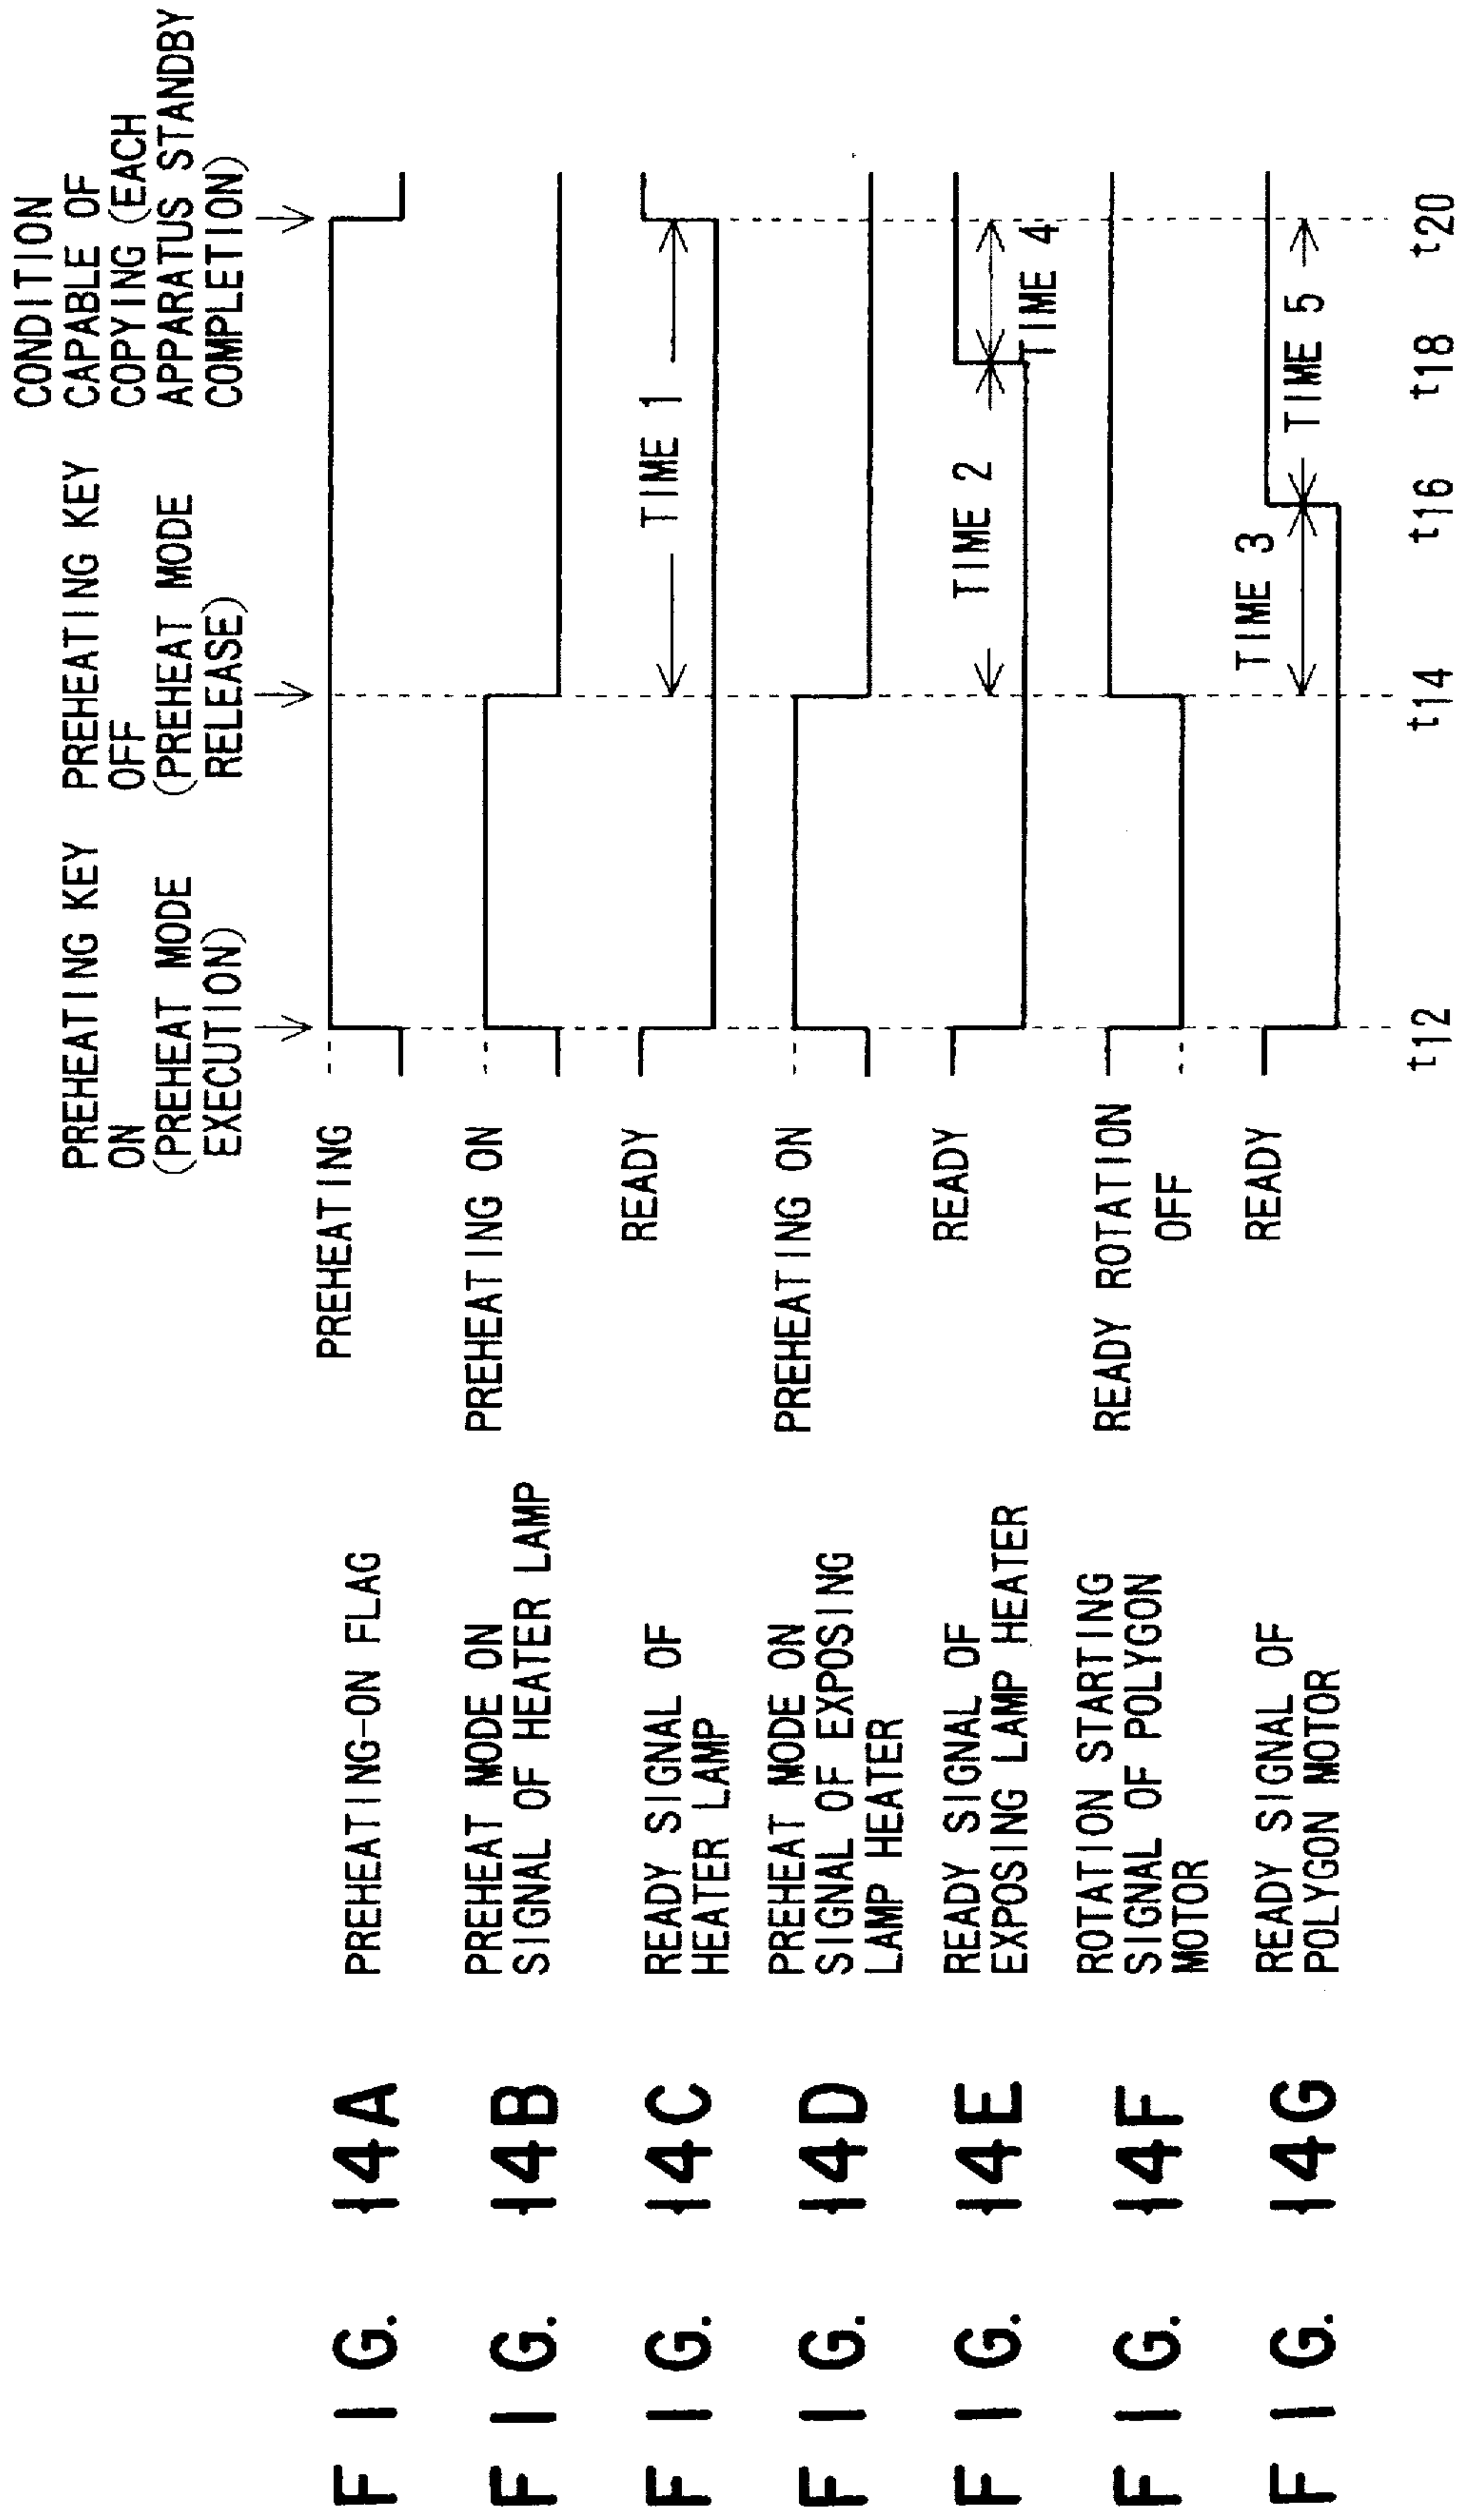 PREHEATING KEY
ON
(PREHEAT MODE
EXECUTION)
PREHEATING KEY
OFF
(PREHEAT MODE
RELEASE)
CONDITION
CAPABLE OF
COPYING (EACH
APPARATUS STANDBY
COMPLETION)
FIG. 14A
PREHEATING-ON FLAG
PREHEATING
FIG. 14B
PREHEAT MODE ON
SIGNAL OF HEATER LAMP
PREHEATING ON
FIG. 14C
READY SIGNAL OF
HEATER LAMP
READY
TIME 1
FIG. 14D
PREHEAT MODE ON
SIGNAL OF EXPOSING
LAMP HEATER
PREHEATING ON
FIG. 14E
READY SIGNAL OF
EXPOSING LAMP HEATER
READY
TIME 2
TIME 4
FIG. 14F
ROTATION STARTING
SIGNAL OF POLYGON
MOTOR
READY ROTATION
OFF
FIG. 14G
READY SIGNAL OF
POLYGON MOTOR
READY
TIME 3
TIME 5
t12
t14
t16
t18
t20